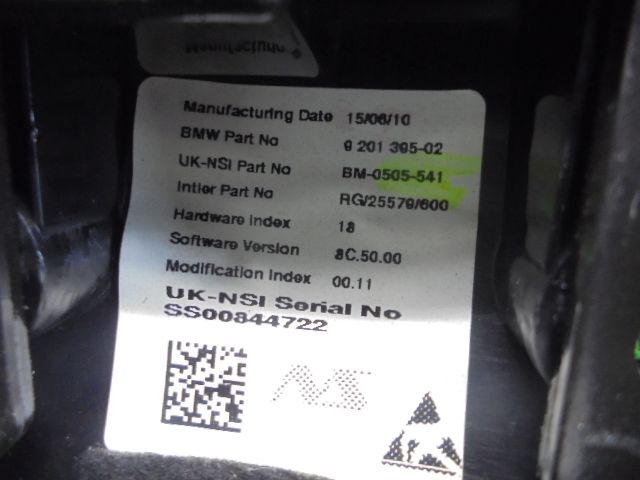 Manufacturing
Manufacturing Date 15/06/10
BMW Part No 9 201 395-02
UK-NSI Part No BM-0505-541
Intier Part No RG/25579/600
Hardware Index 18
Software Version 8C.50.00
Modification Index 00.11
UK-NSI Serial No
SS00844722
NS